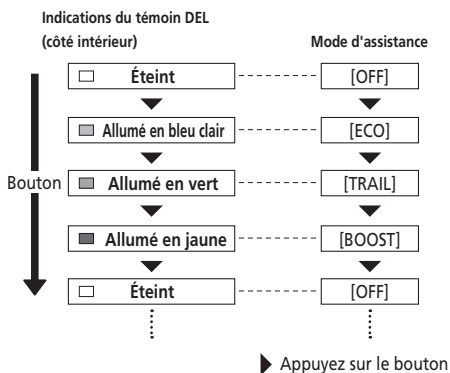 Indications du témoin DEL
(côté intérieur) Mode d'assistance
Éteint [OFF]
Allumé en bleu clair [ECO]
Bouton Allumé en vert [TRAIL]
Allumé en jaune [BOOST]
Éteint [OFF]
Appuyez sur le bouton